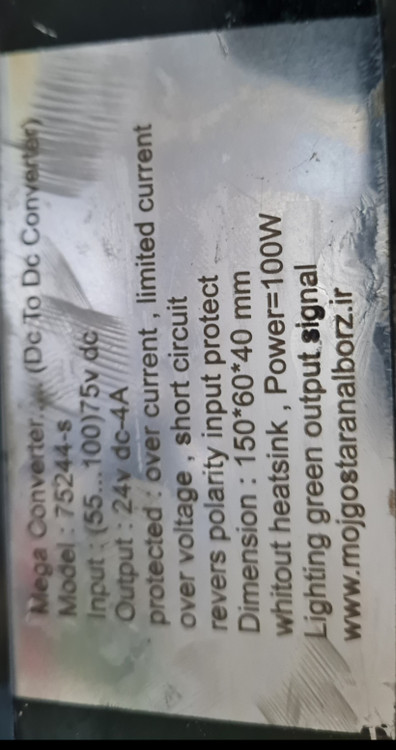 Mega Converter..... (Dc To Dc Converter)
Model : 75244-s
Input : (55...100)75v dc
Output : 24v dc-4A
protected : over current , limited current
over voltage , short circuit
revers polarity input protect
Dimension : 150*60*40 mm
whitout heatsink , Power=100W
Lighting green output signal
www.mojgostaranalborz.ir